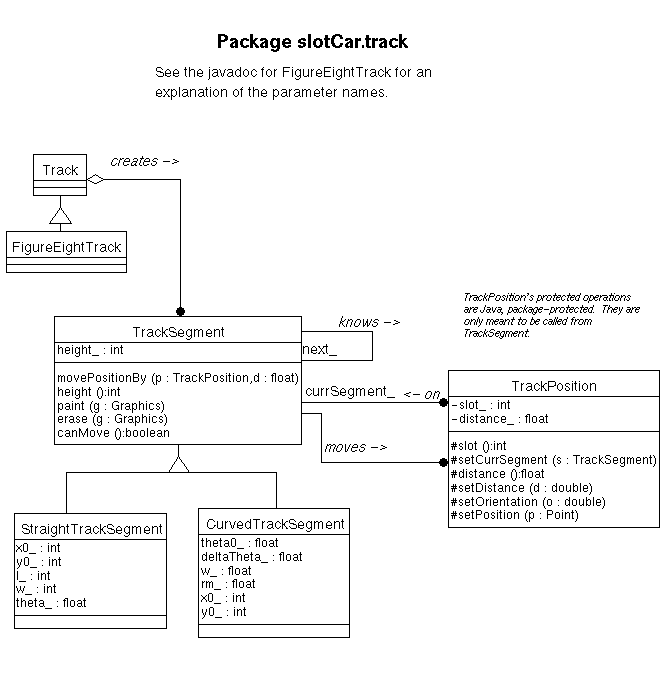 Package slotCar.track
See the javadoc for FigureEightTrack for an
explanation of the parameter names.
creates ->
Track
FigureEightTrack
TrackPosition's protected operations
are Java, package-protected. They are
only meant to be called from
TrackSegment.
TrackSegment
height_ : int
movePositionBy (p : TrackPosition,d : float)
height ():int
paint (g : Graphics)
erase (g : Graphics)
canMove ():boolean
knows ->
next_
currSegment_ <- on
moves ->
TrackPosition
-slot_ : int
-distance_ : float
#slot ():int
#setCurrSegment (s : TrackSegment)
#distance ():float
#setDistance (d : double)
#setOrientation (o : double)
#setPosition (p : Point)
StraightTrackSegment
x0_ : int
y0_ : int
l_ : int
w_ : int
theta_ : float
CurvedTrackSegment
theta0_ : float
deltaTheta_ : float
w_ : float
rm_ : float
x0_ : int
y0_ : int